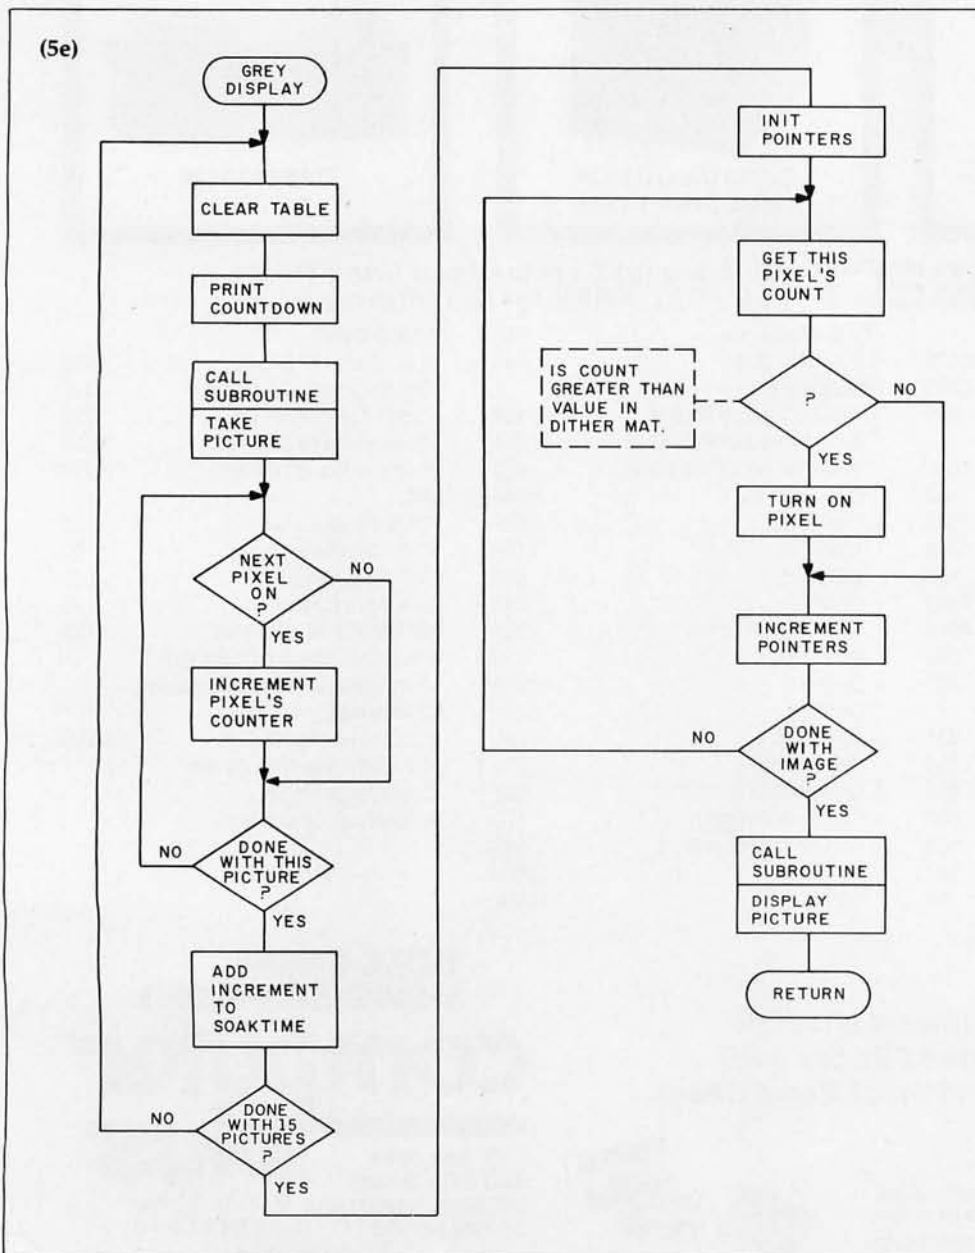 (5e)
GREY
DISPLAY
CLEAR TABLE
PRINT
COUNTDOWN
CALL
SUBROUTINE
TAKE
PICTURE
NEXT
PIXEL
ON
?
NO
YES
INCREMENT
PIXEL'S
COUNTER
DONE
WITH THIS
PICTURE
?
NO
YES
ADD
INCREMENT
TO
SOAKTIME
DONE
WITH 15
PICTURES
?
NO
YES
INIT
POINTERS
GET THIS
PIXEL'S
COUNT
IS COUNT
GREATER THAN
VALUE IN
DITHER MAT.
?
NO
YES
TURN ON
PIXEL
INCREMENT
POINTERS
DONE
WITH
IMAGE
?
NO
YES
CALL
SUBROUTINE
DISPLAY
PICTURE
RETURN